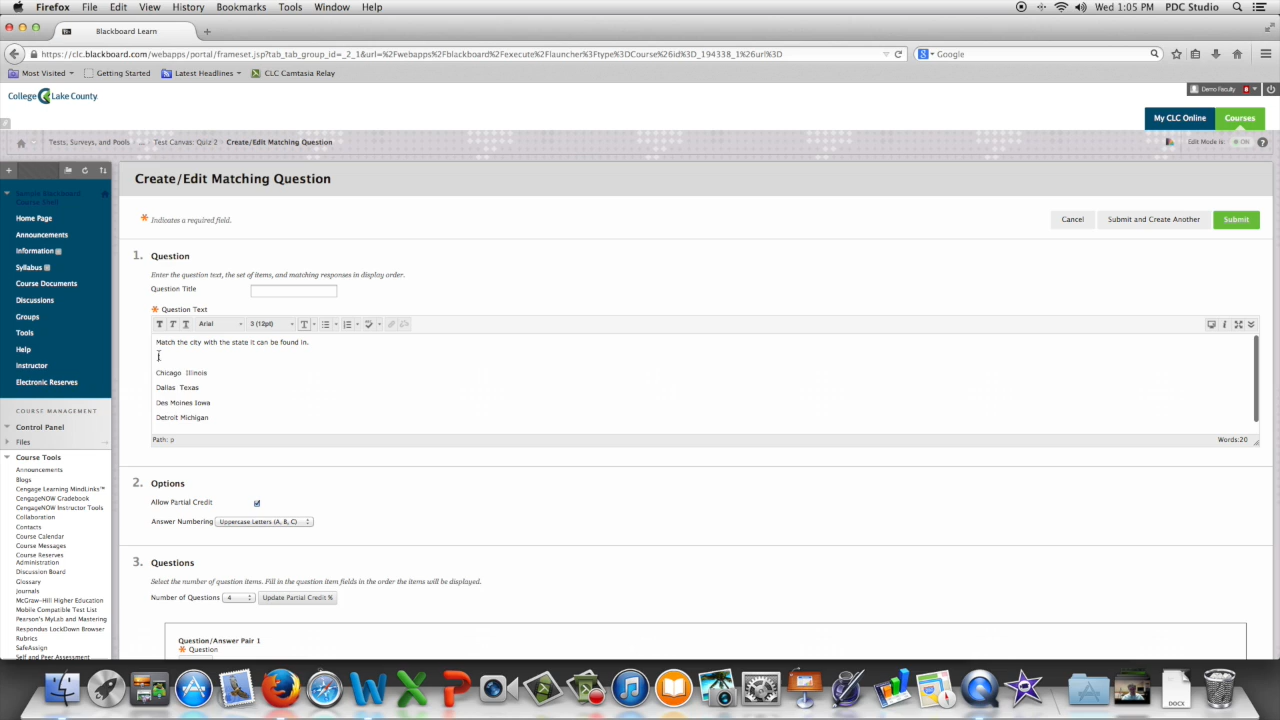 Firefox File Edit View History Bookmarks Tools Window Help Wed 1:05 PM PDC Studio
Blackboard Learn
https://clc.blackboard.com/webapps/portal/frameset.jsp?tab_tab_group_id=_2_1&url=%2Fwebapps%2Fblackboard%2Fexecute%2Flauncher%3Ftype%3DCourse%26id%3D_194338_1%26url%3D Google
Most Visited Getting Started Latest Headlines CLC Camtasia Relay
College of Lake County
Demo Faculty 8
My CLC Online Courses
Tests, Surveys, and Pools ... Test Canvas: Quiz 2 Create/Edit Matching Question Edit Mode is: ON ?
Sample Blackboard
Home Page
Announcements
Information
Syllabus
Course Documents
Discussions
Groups
Tools
Help
Instructor
Electronic Reserves
COURSE MANAGEMENT
Control Panel
Files
Course Tools
Announcements
Blogs
Cengage Learning MindLinks™
CengageNOW Gradebook
CengageNOW Instructor Tools
Collaboration
Contacts
Course Calendar
Course Messages
Course Reserves
Administration
Discussion Board
Glossary
Journals
McGraw-Hill Higher Education
Mobile Compatible Test List
Pearson's MyLab and Mastering
Respondus LockDown Browser
Rubrics
SafeAssign
Self and Peer Assessment
Create/Edit Matching Question
* Indicates a required field.
Cancel Submit and Create Another Submit
1. Question
Enter the question text, the set of items, and matching responses in display order.
Question Title
* Question Text
T T T Arial 3 (12pt) T
Match the city with the state it can be found in.
Chicago Illinois
Dallas Texas
Des Moines Iowa
Detroit Michigan
Path: p Words:20
2. Options
Allow Partial Credit
Answer Numbering Uppercase Letters (A, B, C)
3. Questions
Select the number of question items. Fill in the question item fields in the order the items will be displayed.
Number of Questions 4 Update Partial Credit %
Question/Answer Pair 1
* Question
DOCX